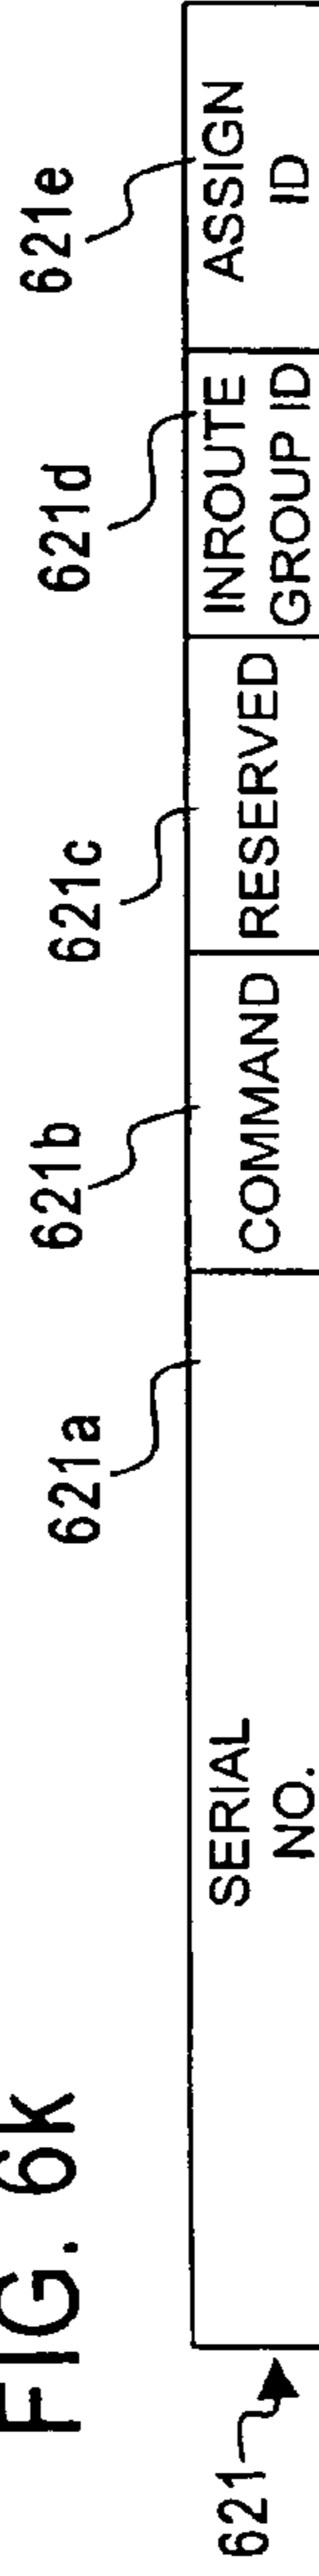 FIG. 6k
621a
621b
621c
621d
621e
621
SERIAL
NO.
COMMAND
RESERVED
INROUTE
GROUP ID
ASSIGN
ID